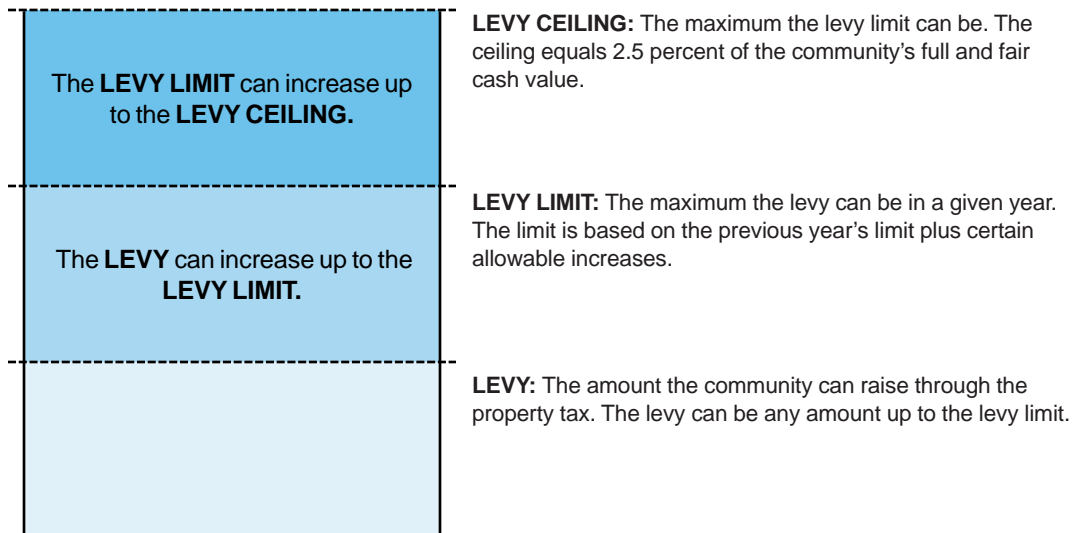 The LEVY LIMIT can increase up
to the LEVY CEILING.
LEVY CEILING: The maximum the levy limit can be. The
ceiling equals 2.5 percent of the community’s full and fair
cash value.
The LEVY can increase up to the
LEVY LIMIT.
LEVY LIMIT: The maximum the levy can be in a given year.
The limit is based on the previous year’s limit plus certain
allowable increases.
LEVY: The amount the community can raise through the
property tax. The levy can be any amount up to the levy limit.